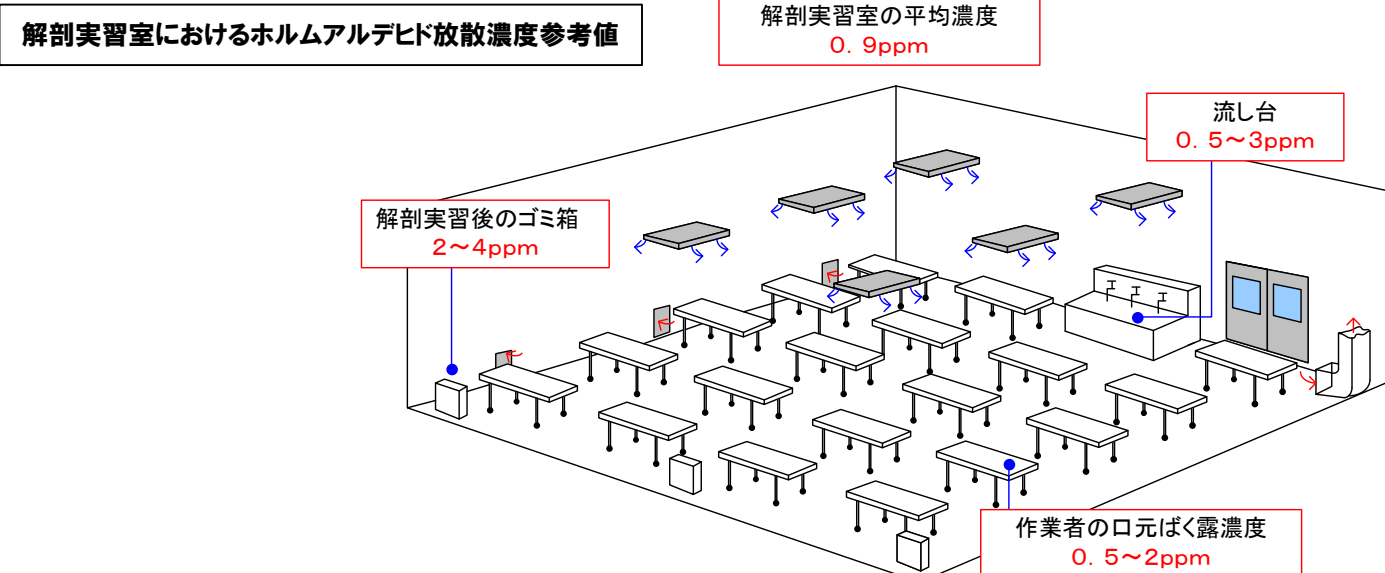 解剖実習室におけるホルムアルデヒド放散濃度参考値
解剖実習室の平均濃度
０．９ppm
流し台
０．５～３ppm
解剖実習後のゴミ箱
２～４ppm
作業者の口元ばく露濃度
０．５～２ppm